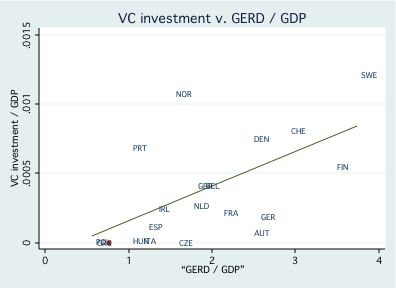 VC investment v. GERD / GDP
.0015
SWE
NOR
.001
CHE
DEN
PRT
FIN
VC investment / GDP
.0005
BEL
IRL
NLD
FRA
GER
ESP
AUT
HUN
ITA
CZE
0
0 1 2 3 4
"GERD / GDP"